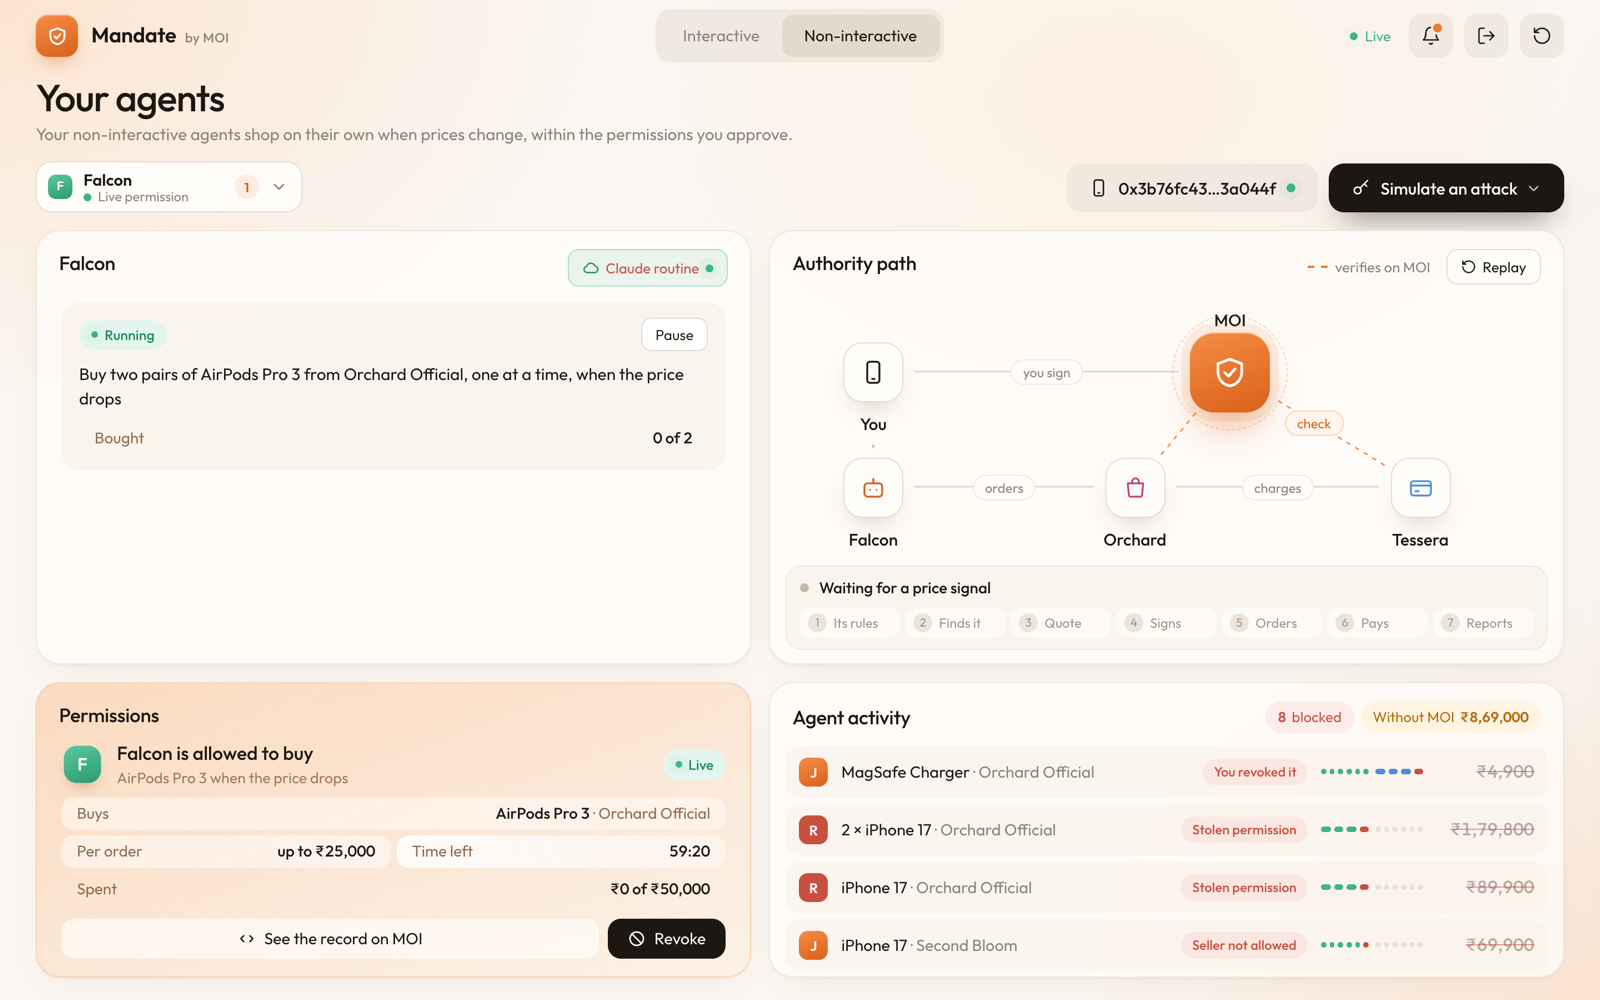 Mandate by MOI
Interactive
Non-interactive
Live
Your agents
Your non-interactive agents shop on their own when prices change, within the permissions you approve.
F
Falcon
Live permission
1
0x3b76fc43...3a044f
Simulate an attack
Falcon
Claude routine
Running
Pause
Buy two pairs of AirPods Pro 3 from Orchard Official, one at a time, when the price
drops
Bought
0 of 2
Authority path
verifies on MOI
Replay
MOI
you sign
You
check
orders
charges
Falcon
Orchard
Tessera
Waiting for a price signal
1 Its rules
2 Finds it
3 Quote
4 Signs
5 Orders
6 Pays
7 Reports
Permissions
F
Falcon is allowed to buy
AirPods Pro 3 when the price drops
Live
Buys
AirPods Pro 3 · Orchard Official
Per order
up to ₹25,000
Time left
59:20
Spent
₹0 of ₹50,000
See the record on MOI
Revoke
Agent activity
8 blocked
Without MOI ₹8,69,000
J MagSafe Charger · Orchard Official You revoked it ₹4,900
R 2 × iPhone 17 · Orchard Official Stolen permission ₹1,79,800
R iPhone 17 · Orchard Official Stolen permission ₹89,900
J iPhone 17 · Second Bloom Seller not allowed ₹69,900